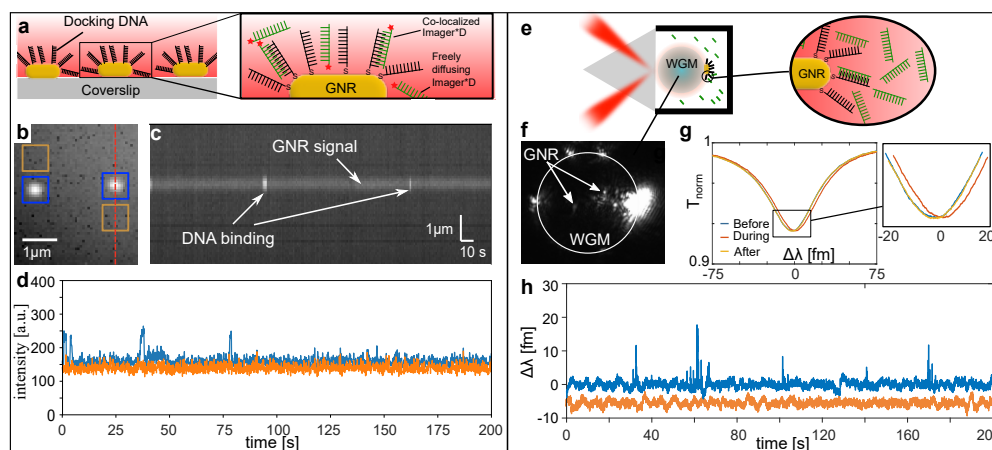 a
Docking DNA
Coverslip
Co-localized
Imager*D
Freely
diffusing
Imager*D
S
S
S
S
S
S
GNR
b
1μm
c
GNR signal
DNA binding
1μm
10 s
d
intensity [a.u.]
400
300
200
100
0
0
25
50
75
100
125
150
175
200
time [s]
e
WGM
GNR
S
S
S
S
f
GNR
WGM
g
1
Tnorm
0.9
Before
During
After
-75
0
75
Δλ [fm]
-20
0
20
h
Δλ [fm]
30
20
10
0
-10
0
40
80
120
160
200
time [s]